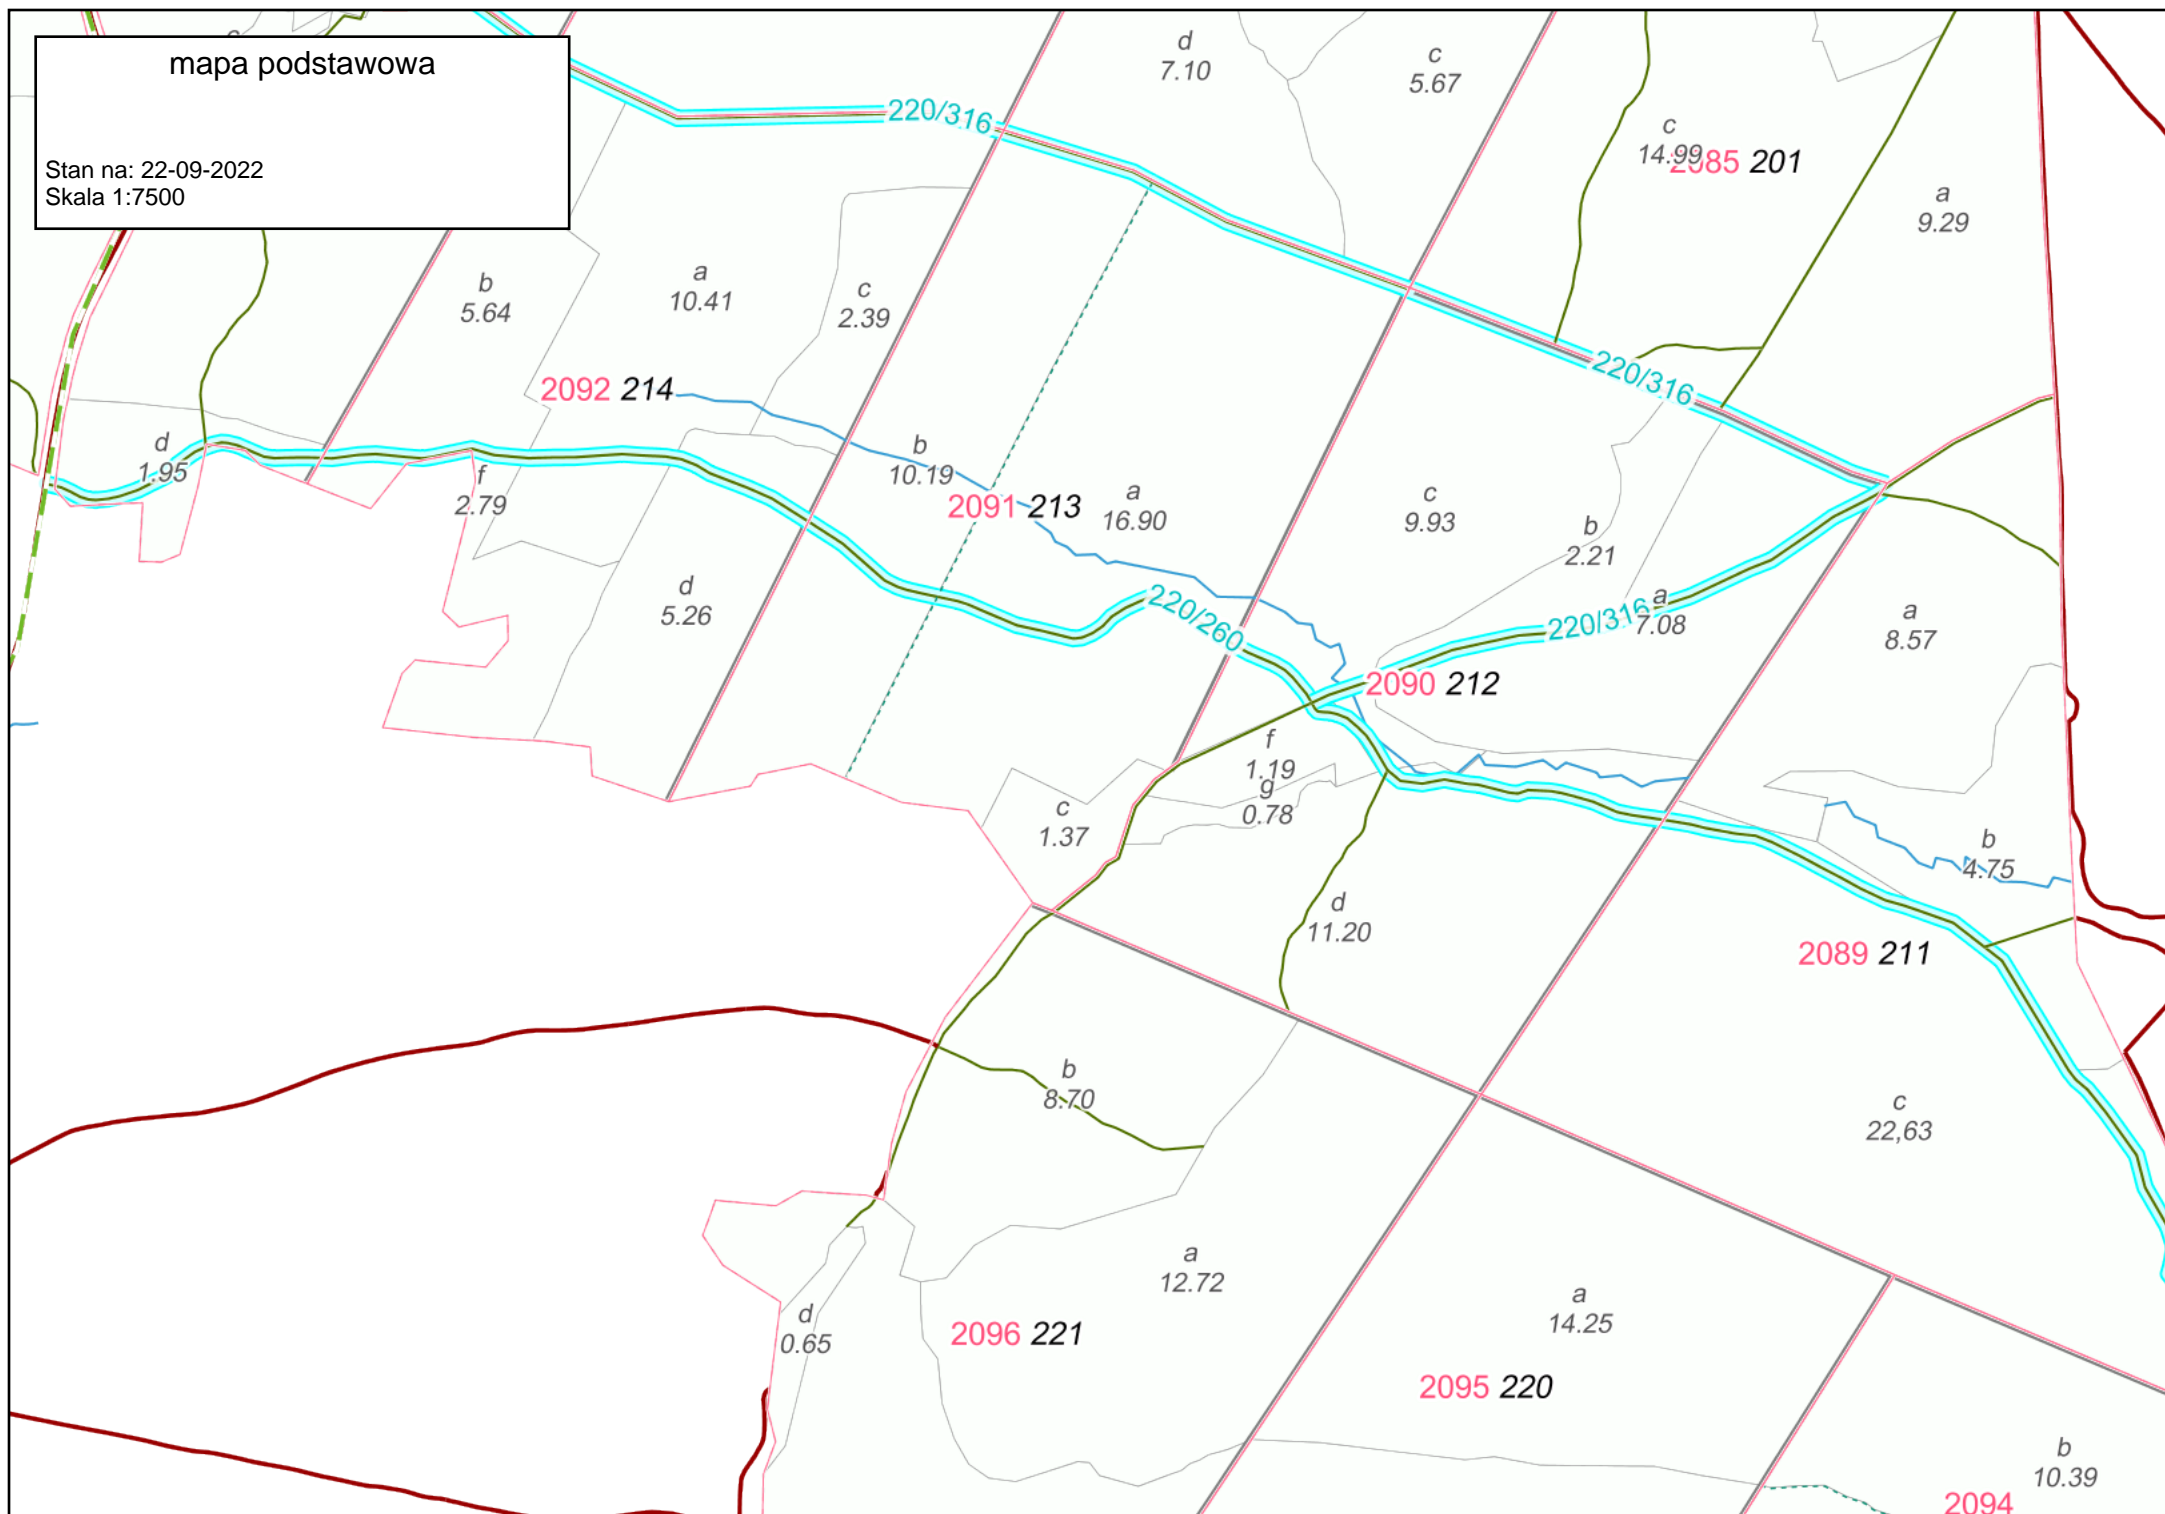 mapa podstawowa
Stan na: 22-09-2022
Skala 1:7500
d
7.10
c
5.67
220/316
c
14.99
2085 201
a
9.29
b
5.64
a
10.41
c
2.39
220/316
2092 214
d
1.95
f
2.79
b
10.19
2091 213
a
16.90
c
9.93
b
2.21
d
5.26
220/260
220/316
a
7.08
a
8.57
2090 212
f
1.19
g
0.78
c
1.37
b
4.75
d
11.20
2089 211
b
8.70
c
22,63
a
12.72
d
0.65
2096 221
a
14.25
2095 220
b
10.39
2094